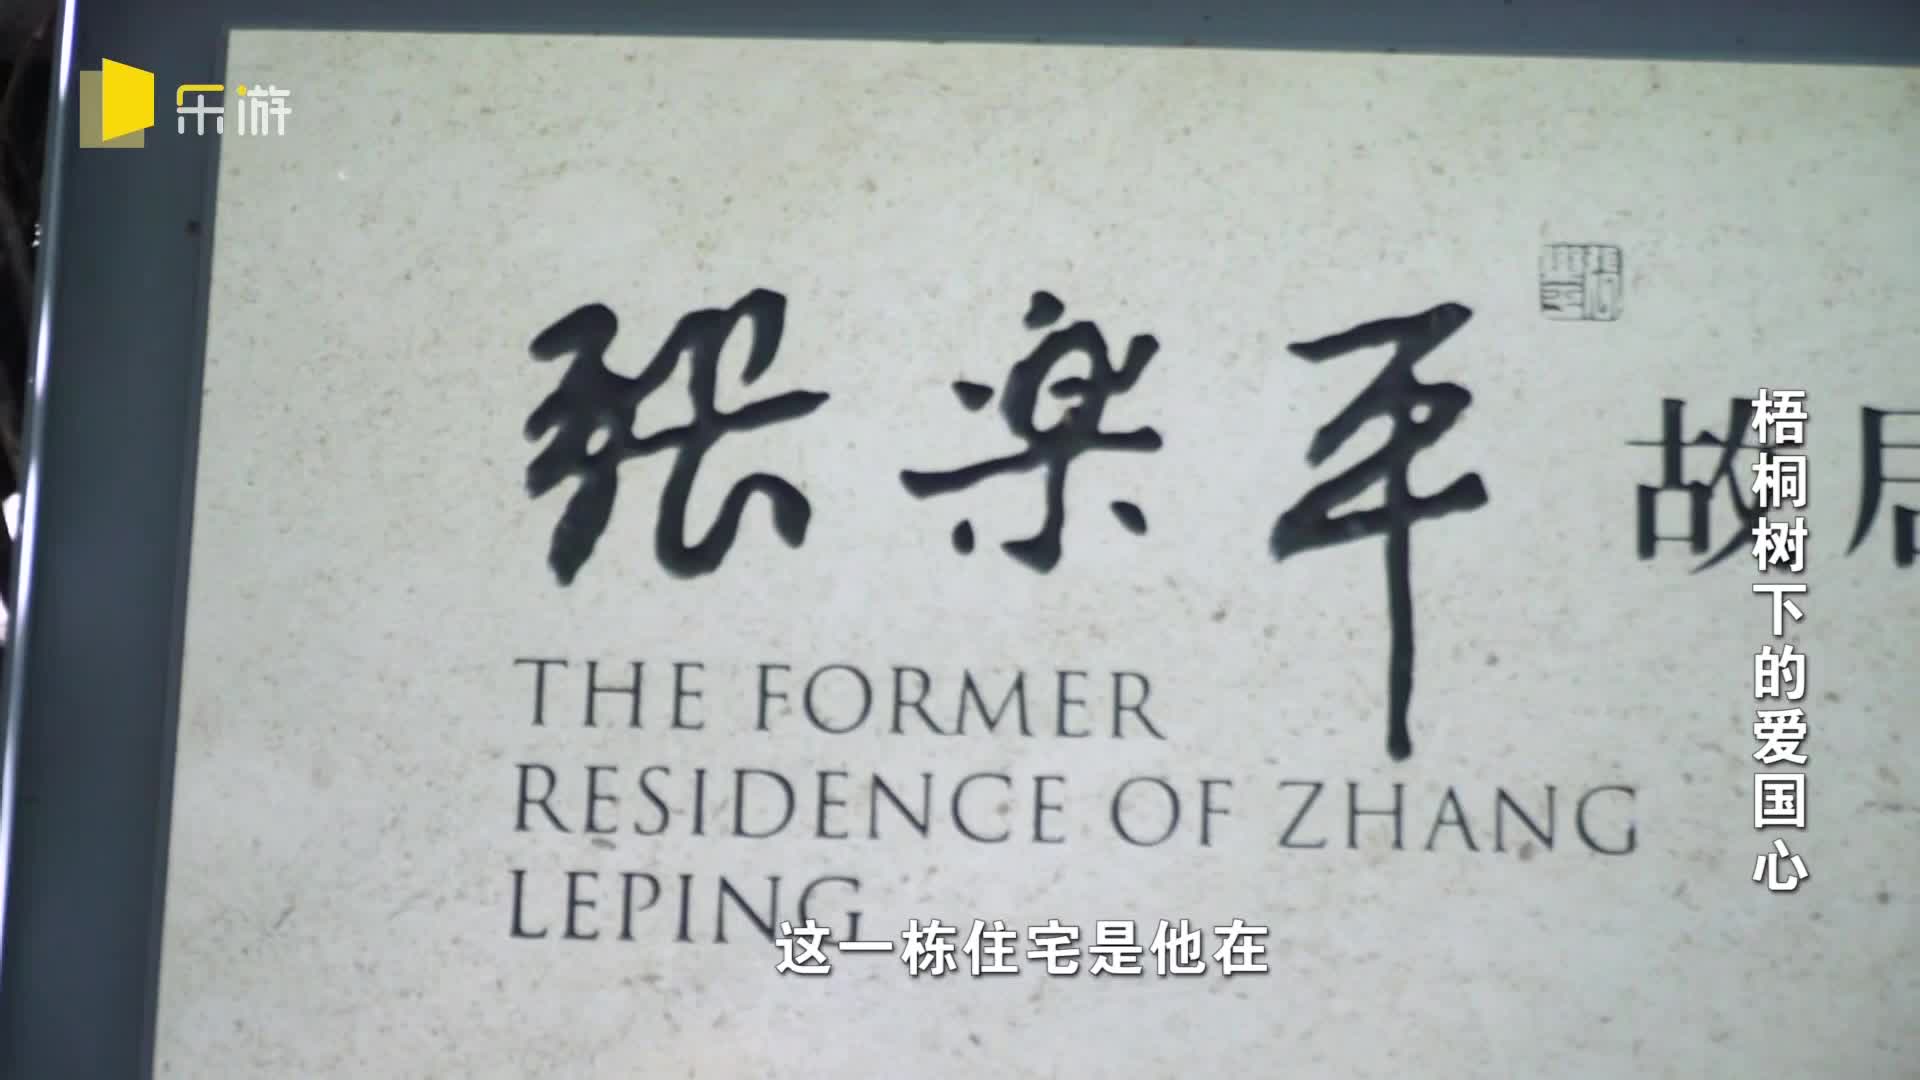 乐游
張楽平 故居
THE FORMER
RESIDENCE OF ZHANG
LEPING
梧桐树下的爱国心
这一栋住宅是他在